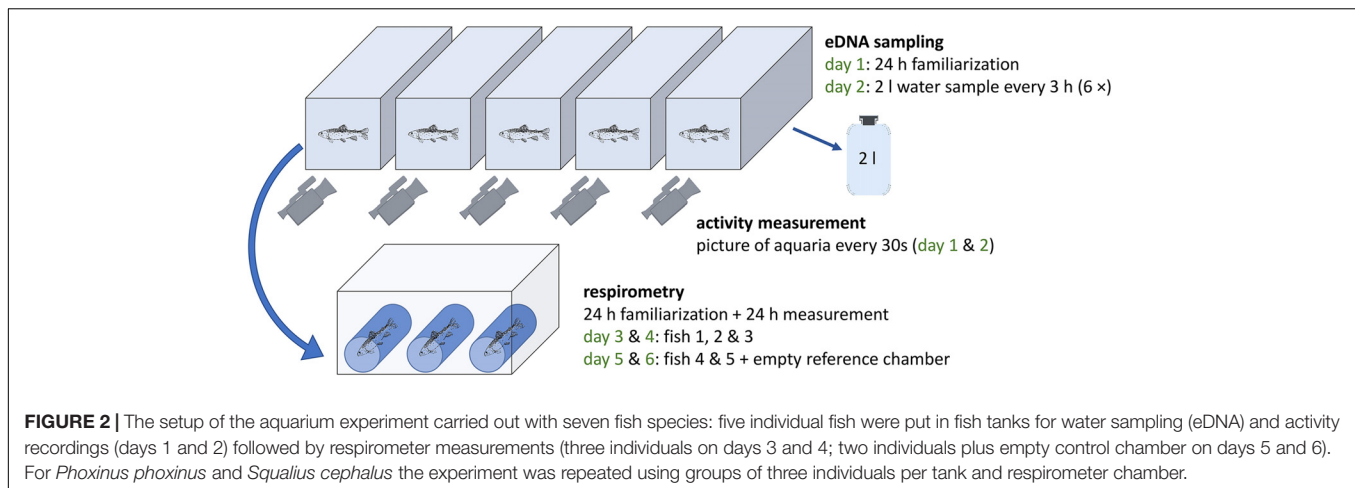 eDNA sampling
day 1: 24 h familiarization
day 2: 2 l water sample every 3 h (6 ×)
2 l
activity measurement
picture of aquaria every 30s (day 1 & 2)
respirometry
24 h familiarization + 24 h measurement
day 3 & 4: fish 1, 2 & 3
day 5 & 6: fish 4 & 5 + empty reference chamber
FIGURE 2 | The setup of the aquarium experiment carried out with seven fish species: five individual fish were put in fish tanks for water sampling (eDNA) and activity
recordings (days 1 and 2) followed by respirometer measurements (three individuals on days 3 and 4; two individuals plus empty control chamber on days 5 and 6).
For Phoxinus phoxinus and Squalius cephalus the experiment was repeated using groups of three individuals per tank and respirometer chamber.